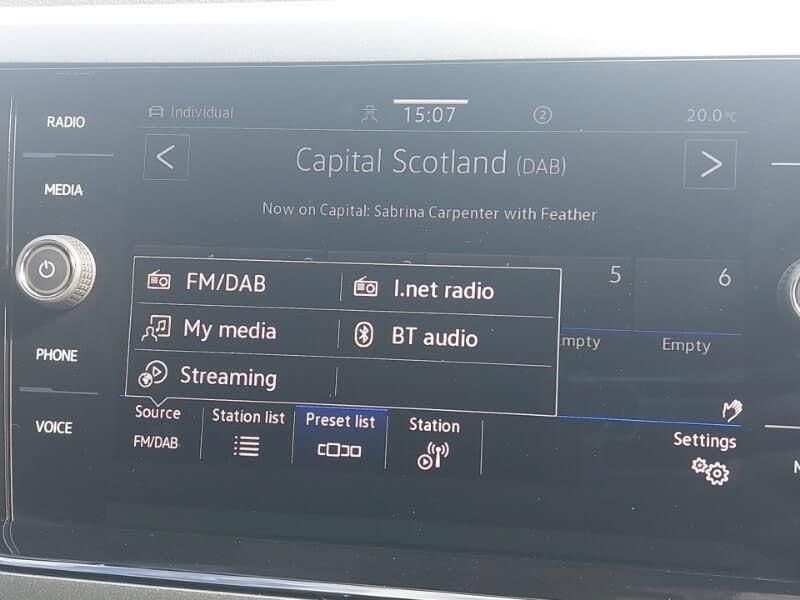 RADIO
MEDIA
PHONE
VOICE
Individual
15:07
2
20.0°C
Capital Scotland (DAB)
Now on Capital: Sabrina Carpenter with Feather
5
6
Empty
FM/DAB
I.net radio
My media
BT audio
Streaming
Source
FM/DAB
Station list
Preset list
Station
Settings